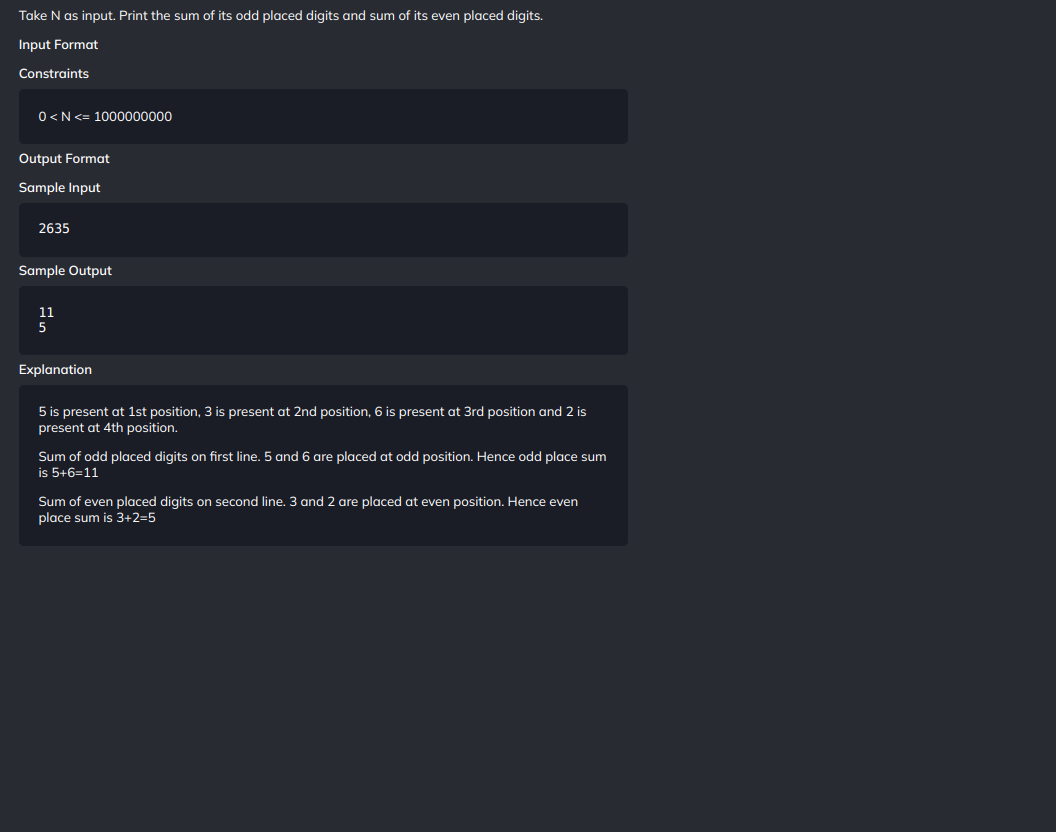 Take N as input. Print the sum of its odd placed digits and sum of its even placed digits.
Input Format
Constraints
0 < N <= 1000000000
Output Format
Sample Input
2635
Sample Output
11
5
Explanation
5 is present at 1st position, 3 is present at 2nd position, 6 is present at 3rd position and 2 is
present at 4th position.
Sum of odd placed digits on first line. 5 and 6 are placed at odd position. Hence odd place sum
is 5+6=11
Sum of even placed digits on second line. 3 and 2 are placed at even position. Hence even
place sum is 3+2=5